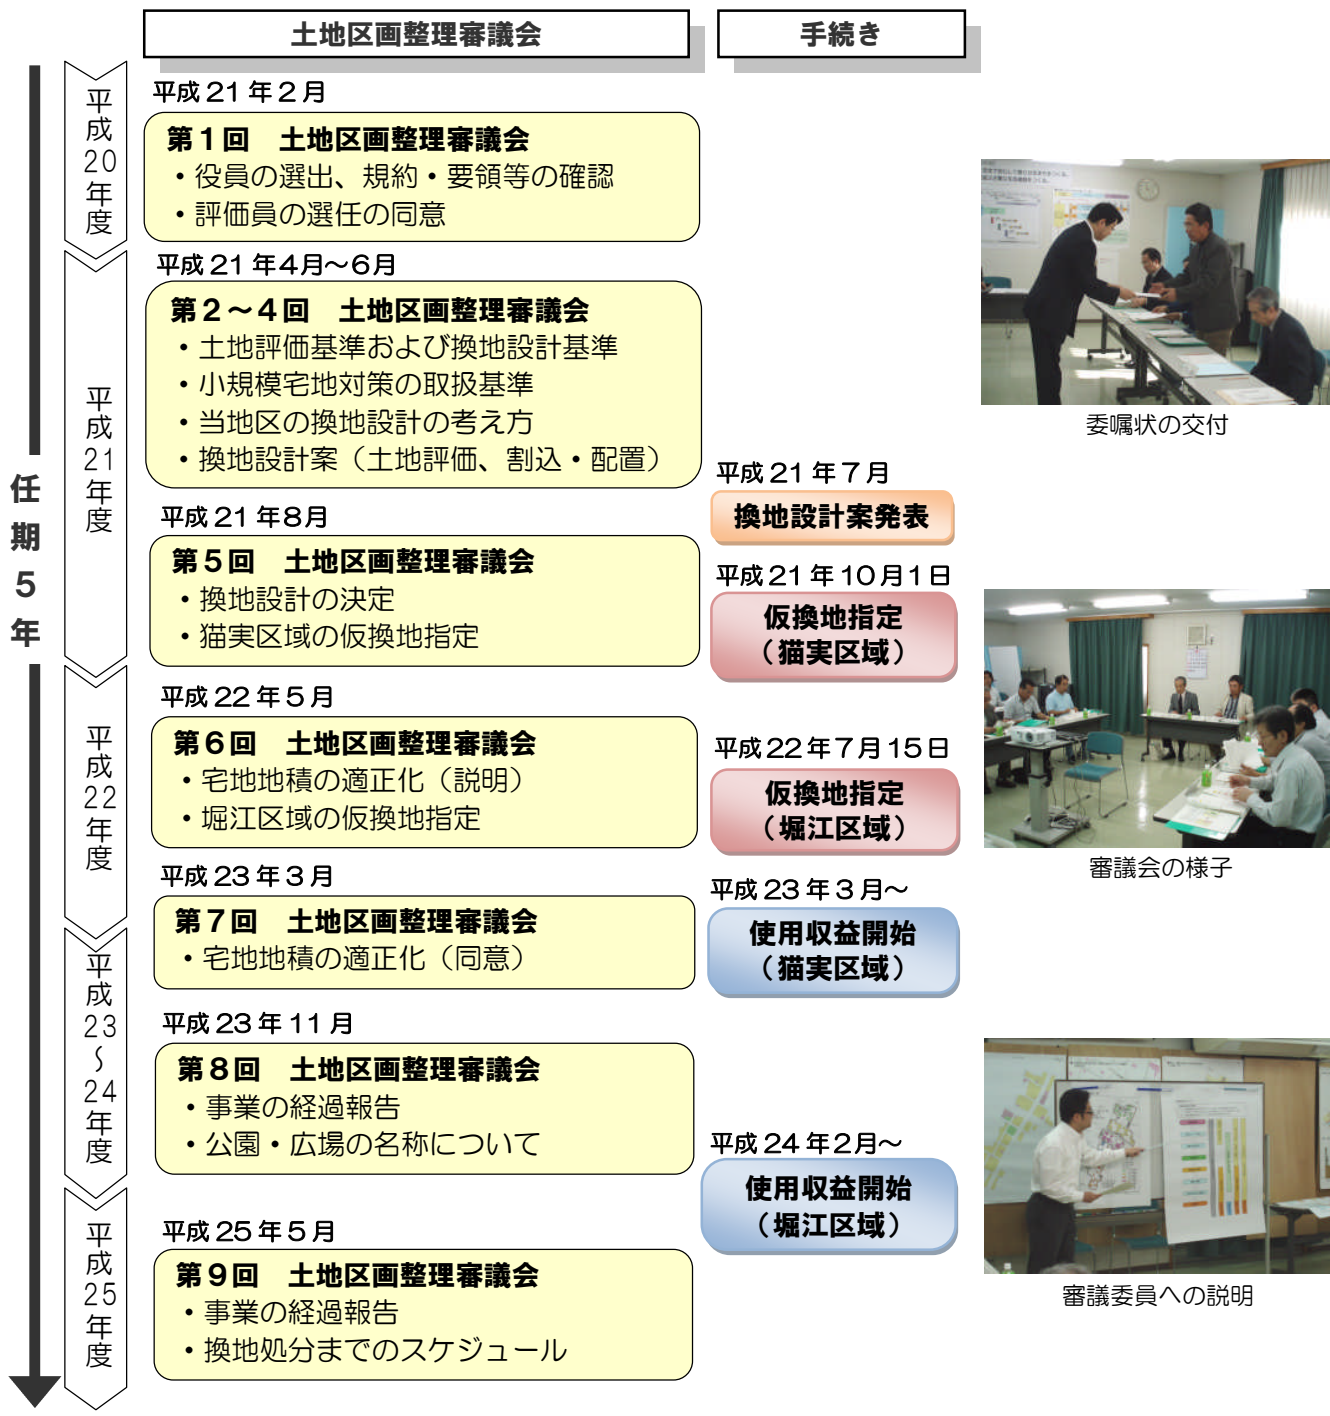 土地区画整理審議会
手続き
任期5年
平成20年度
平成21年2月
第1回　土地区画整理審議会
・役員の選出、規約・要領等の確認
・評価員の選任の同意
平成21年度
平成21年4月～6月
第2～4回　土地区画整理審議会
・土地評価基準および換地設計基準
・小規模宅地対策の取扱基準
・当地区の換地設計の考え方
・換地設計案（土地評価、割込・配置）
平成21年7月
換地設計案発表
平成21年8月
第5回　土地区画整理審議会
・換地設計の決定
・猫実区域の仮換地指定
平成21年10月1日
仮換地指定
（猫実区域）
平成22年度
平成22年5月
第6回　土地区画整理審議会
・宅地地積の適正化（説明）
・堀江区域の仮換地指定
平成22年7月15日
仮換地指定
（堀江区域）
平成23年3月
第7回　土地区画整理審議会
・宅地地積の適正化（同意）
平成23年3月～
使用収益開始
（猫実区域）
平成23～24年度
平成23年11月
第8回　土地区画整理審議会
・事業の経過報告
・公園・広場の名称について
平成24年2月～
使用収益開始
（堀江区域）
平成25年度
平成25年5月
第9回　土地区画整理審議会
・事業の経過報告
・換地処分までのスケジュール
委嘱状の交付
審議会の様子
審議委員への説明